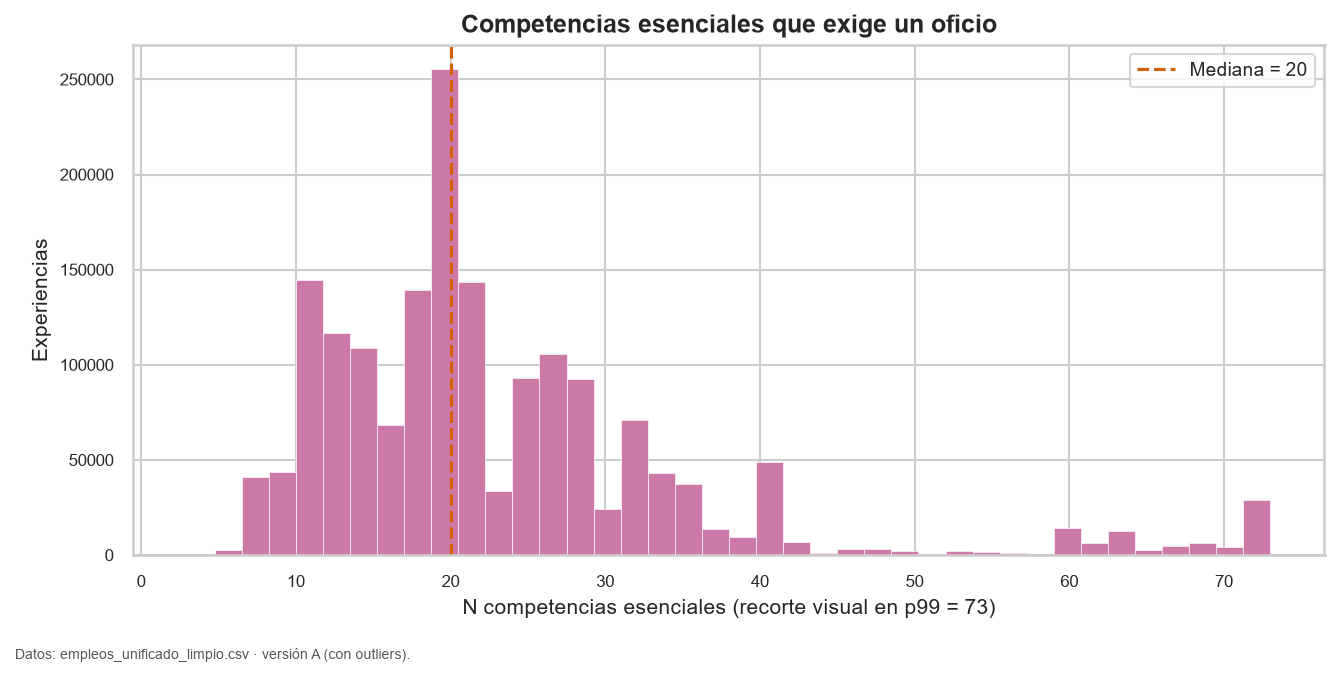 Competencias esenciales que exige un oficio
Mediana = 20
Experiencias
250000
200000
150000
100000
50000
0
0 10 20 30 40 50 60 70
N competencias esenciales (recorte visual en p99 = 73)
Datos: empleos_unificado_limpio.csv · versión A (con outliers).